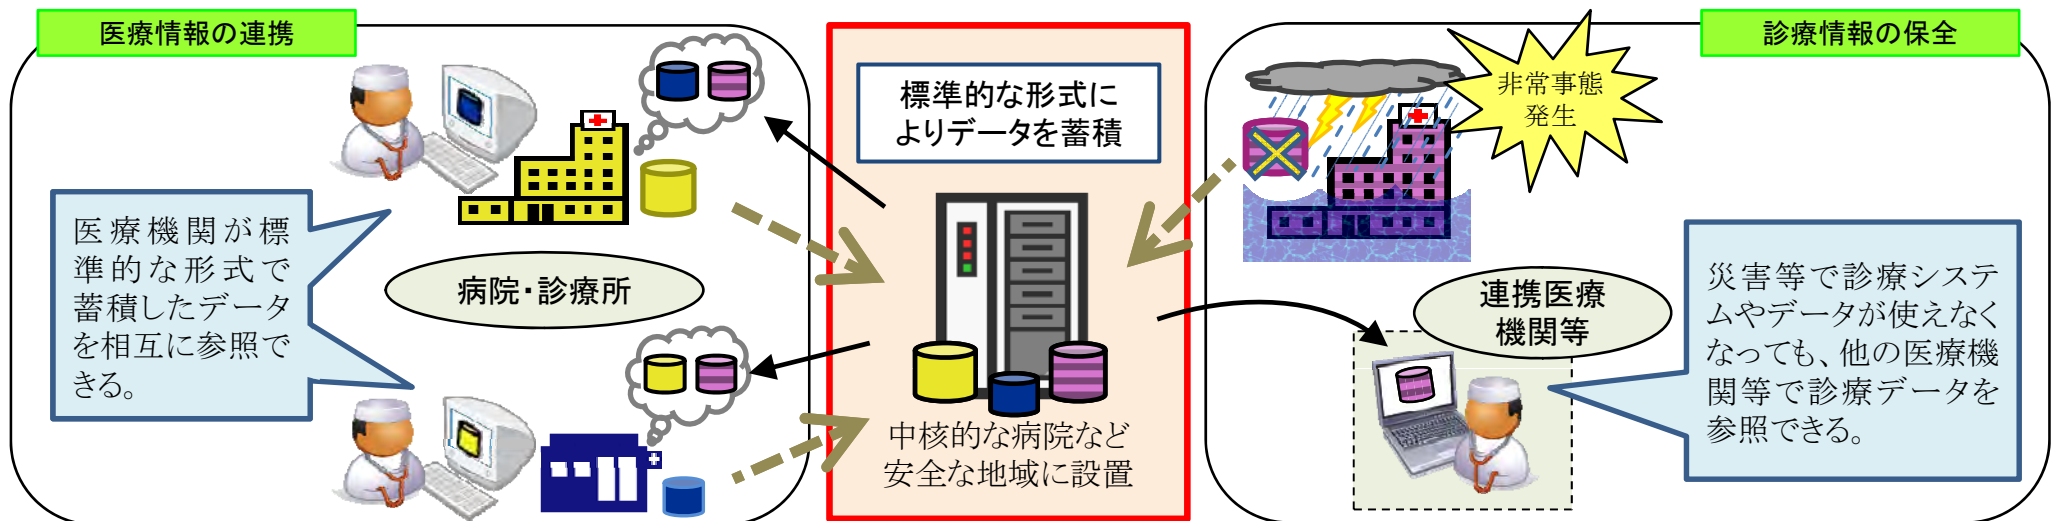 医療情報の連携
医療機関が標
準的な形式で
蓄積したデータ
を相互に参照で
きる。
病院・診療所
標準的な形式に
よりデータを蓄積
中核的な病院など
安全な地域に設置
診療情報の保全
非常事態
発生
連携医療
機関等
災害等で診療システ
ムやデータが使えなく
なっても、他の医療機
関等で診療データを
参照できる。